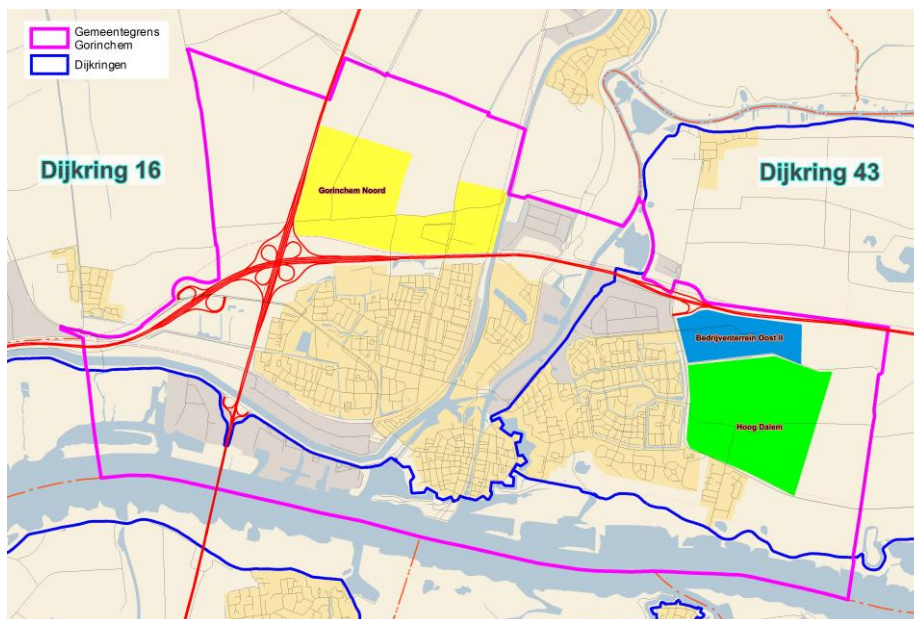 Gemeentegrens
Gorinchem
Dijkringen
Dijkring 16
Dijkring 43
Gorinchem Noord
Bedrijventerrein Oost II
Hoog Dalem